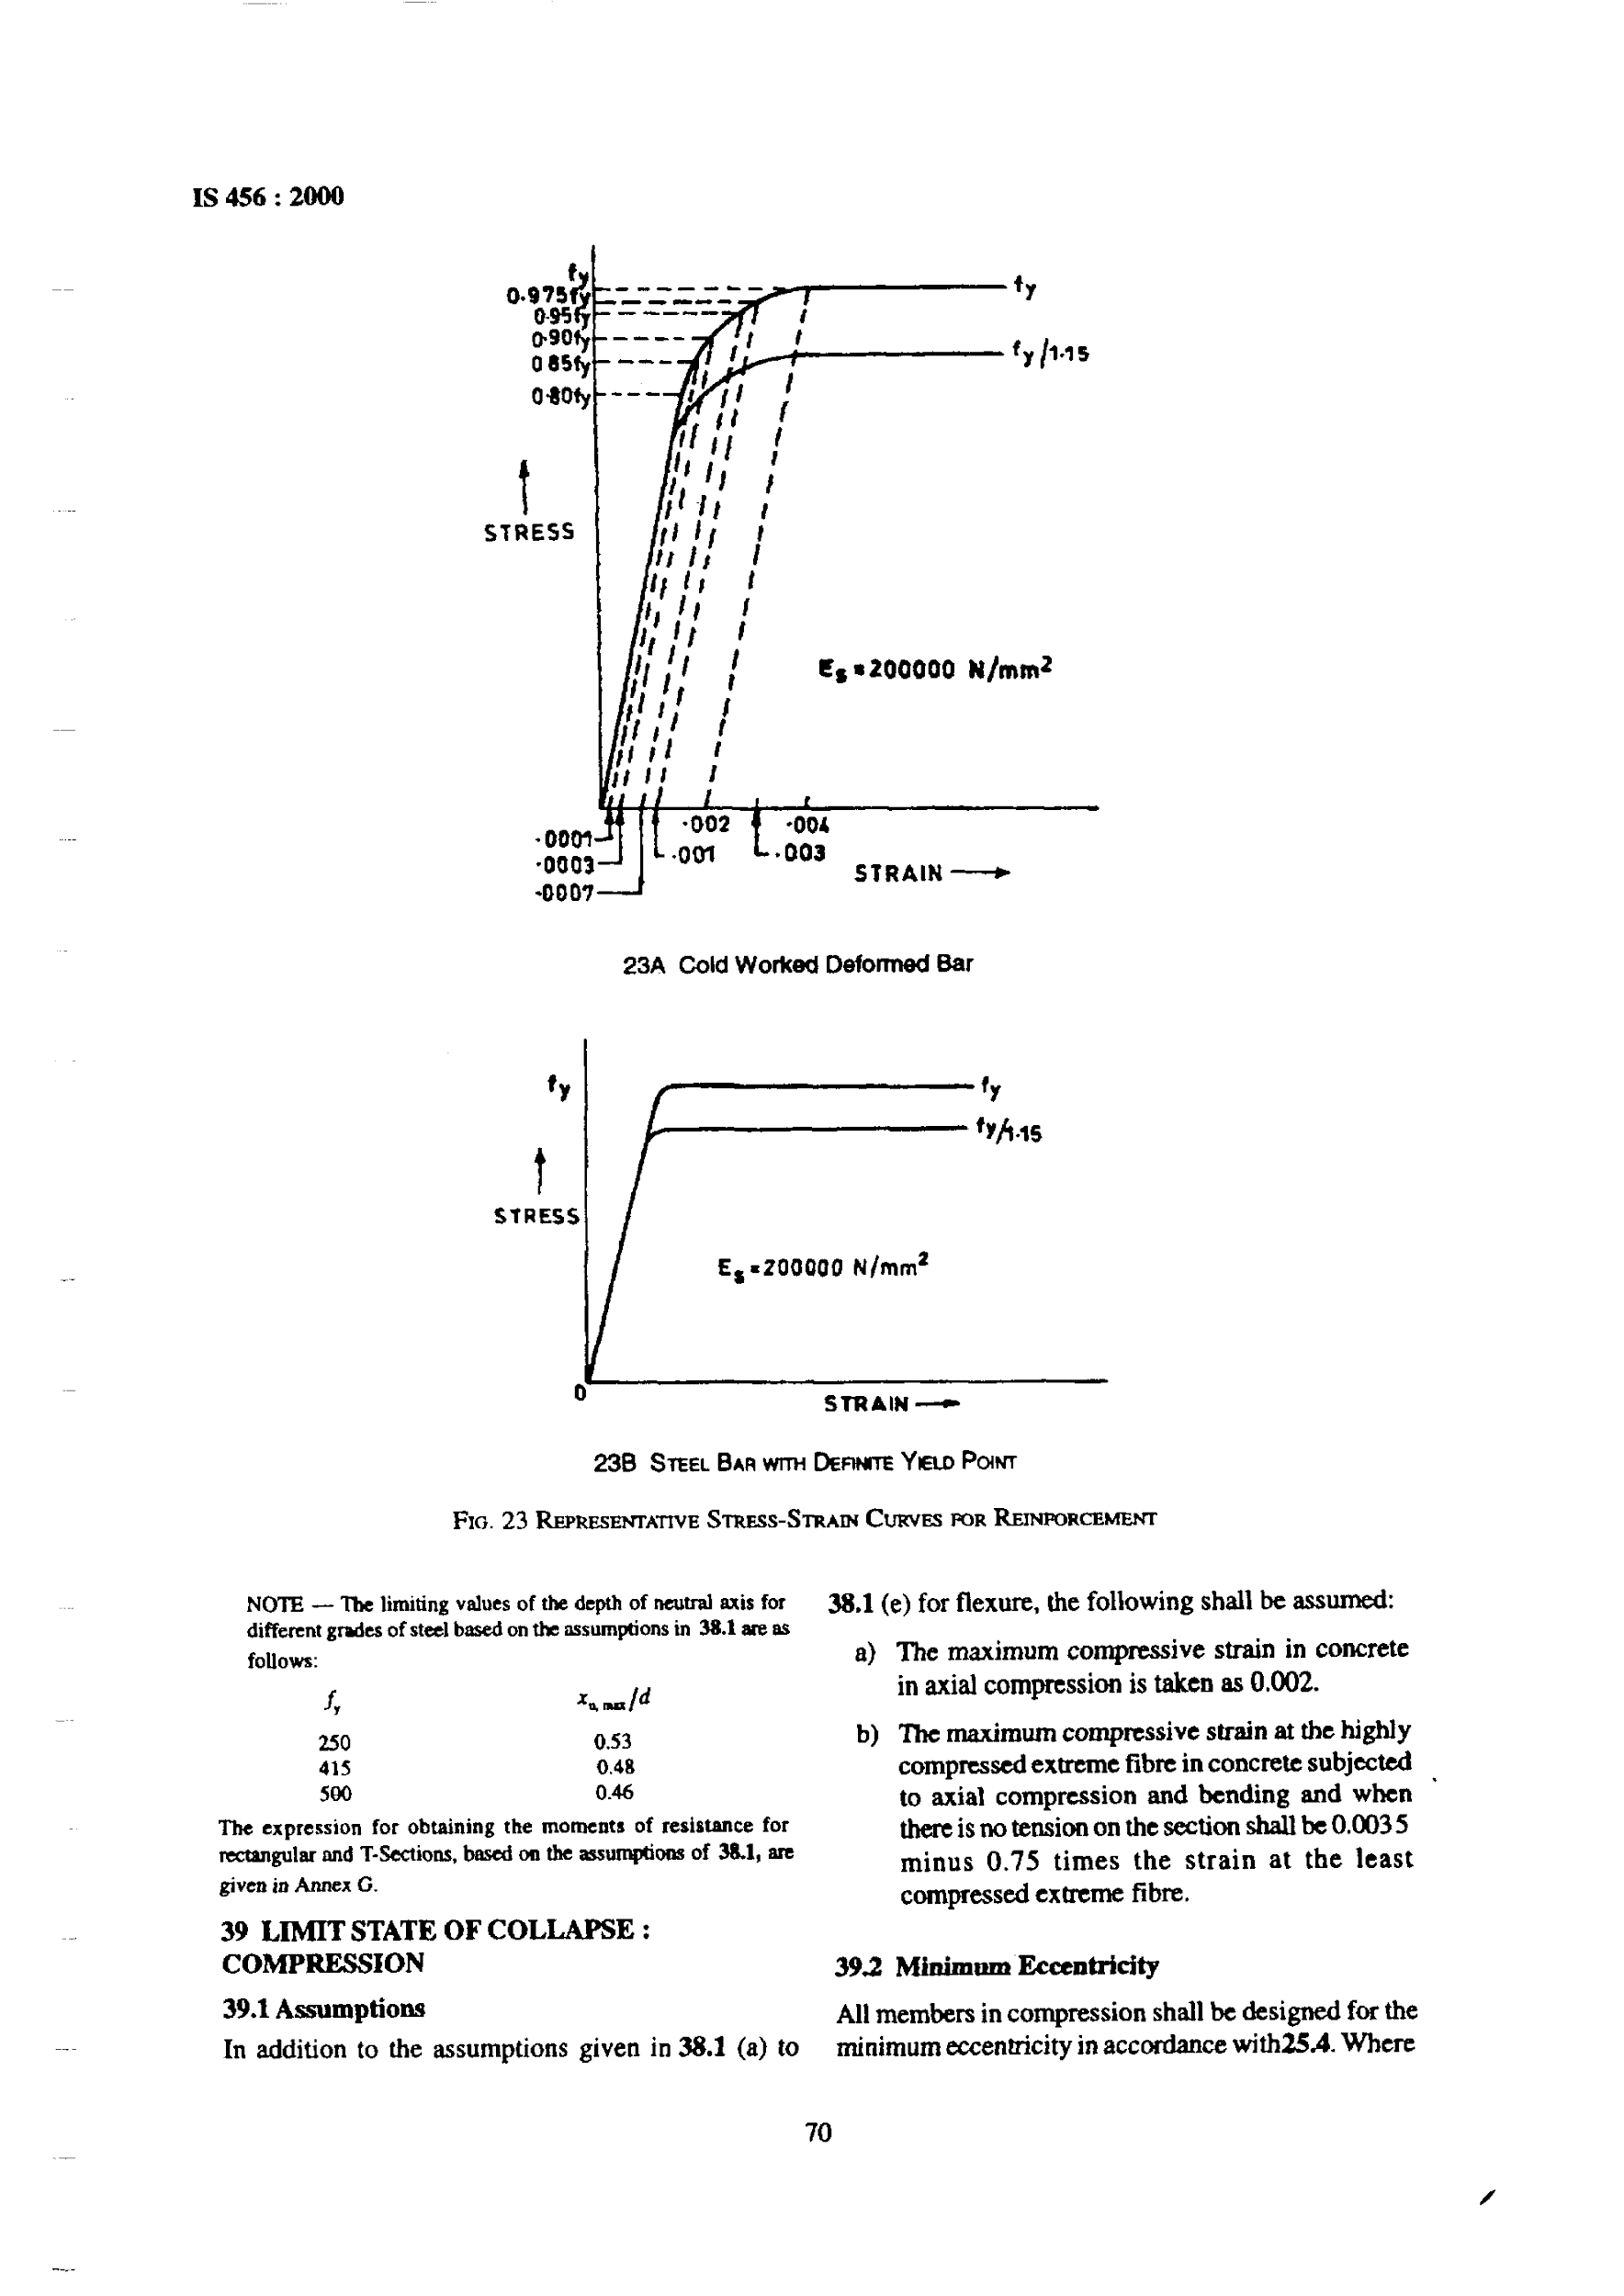 IS 456 : 2000
fy
0.975fy
0.95fy
0.90fy
0.85fy
0.80fy
fy
fy/1.15
STRESS
Es = 200000 N/mm²
.0001
.0003
.0007
.001
.002
.003
.004
STRAIN
23A Cold Worked Deformed Bar
fy
fy
fy/1.15
STRESS
Es = 200000 N/mm²
0
STRAIN
23B STEEL BAR WITH DEFINITE YIELD POINT
FIG. 23 REPRESENTATIVE STRESS-STRAIN CURVES FOR REINFORCEMENT
NOTE — The limiting values of the depth of neutral axis for
different grades of steel based on the assumptions in 38.1 are as
follows:
fy xu, max/d
250 0.53
415 0.48
500 0.46
The expression for obtaining the moments of resistance for
rectangular and T-Sections, based on the assumptions of 38.1, are
given in Annex G.
39 LIMIT STATE OF COLLAPSE :
COMPRESSION
39.1 Assumptions
In addition to the assumptions given in 38.1 (a) to
38.1 (e) for flexure, the following shall be assumed:
a) The maximum compressive strain in concrete
in axial compression is taken as 0.002.
b) The maximum compressive strain at the highly
compressed extreme fibre in concrete subjected
to axial compression and bending and when
there is no tension on the section shall be 0.0035
minus 0.75 times the strain at the least
compressed extreme fibre.
39.2 Minimum Eccentricity
All members in compression shall be designed for the
minimum eccentricity in accordance with25.4. Where
70